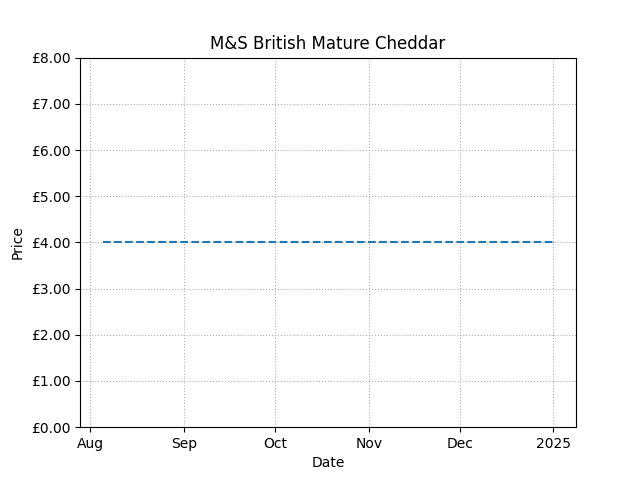 M&S British Mature Cheddar
£8.00
£7.00
£6.00
£5.00
£4.00
£3.00
£2.00
£1.00
£0.00
Price
Aug Sep Oct Nov Dec 2025
Date